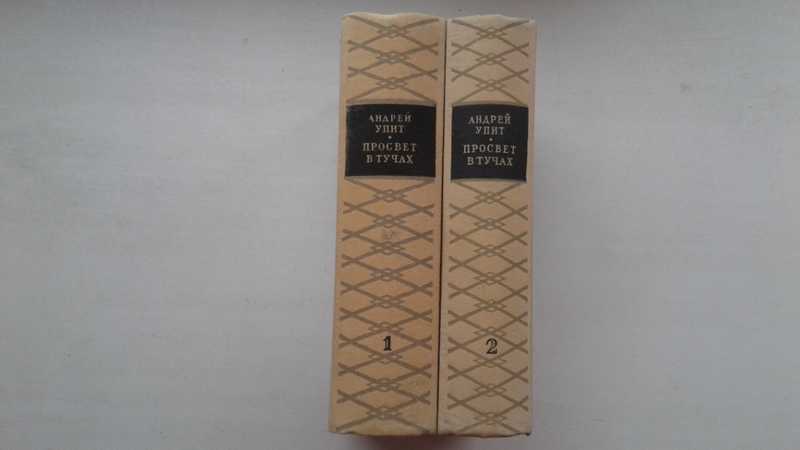 АНДРЕЙ
УПИТ
ПРОСВЕТ
В ТУЧАХ
1
АНДРЕЙ
УПИТ
ПРОСВЕТ
В ТУЧАХ
2